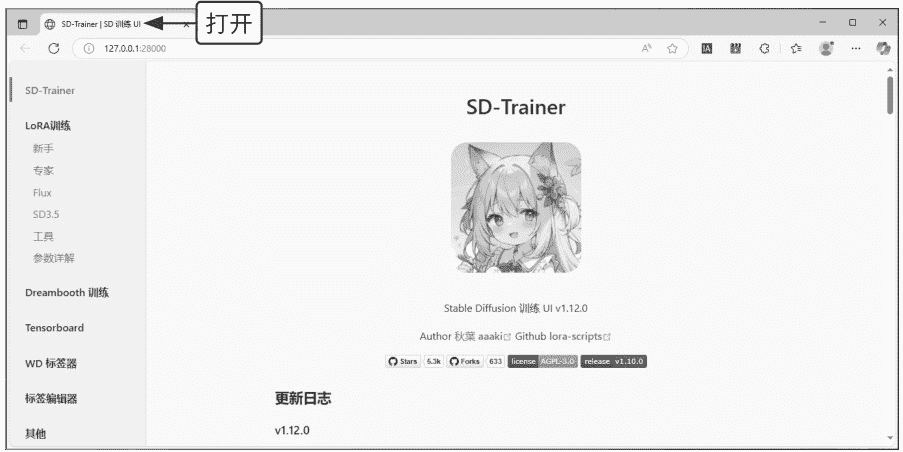 SD-Trainer | SD 训练 UI
打开
127.0.0.1:28000
SD-Trainer
LoRA训练
新手
专家
Flux
SD3.5
工具
参数详解
Dreambooth 训练
Tensorboard
WD 标签器
标签编辑器
其他
SD-Trainer
Stable Diffusion 训练 UI v1.12.0
Author 秋葉 aaaki Github lora-scripts
Stars 5.3k Forks 633 license AGPL-3.0 release v1.10.0
更新日志
v1.12.0